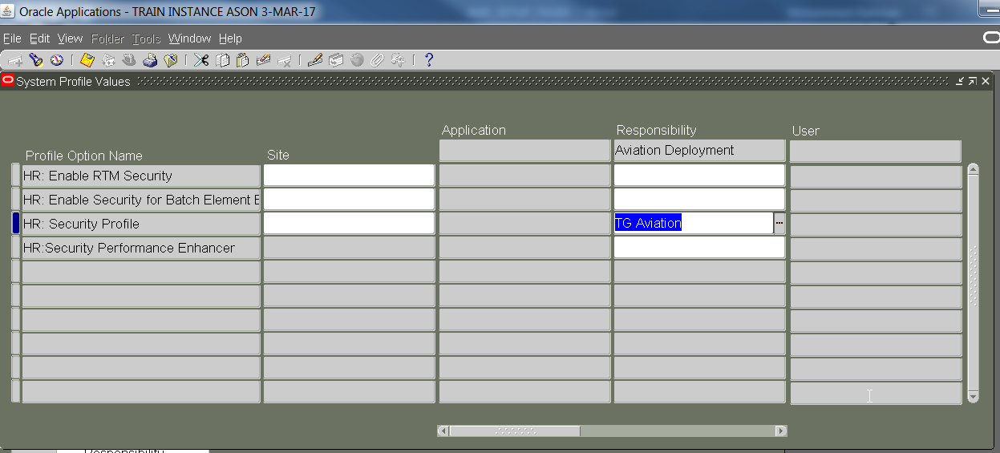 Oracle Applications - TRAIN INSTANCE ASON 3-MAR-17
File Edit View Folder Tools Window Help
System Profile Values
Application Responsibility User
Profile Option Name Site Aviation Deployment
HR: Enable RTM Security
HR: Enable Security for Batch Element E
HR: Security Profile TG Aviation ...
HR:Security Performance Enhancer
Responsibility